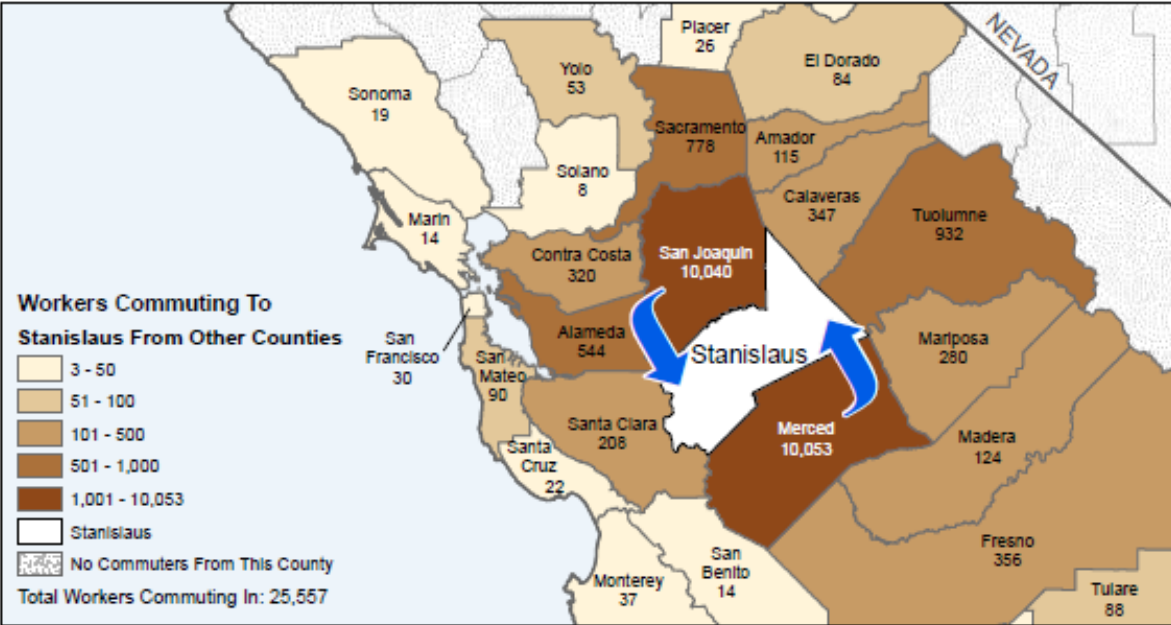 Placer
26
NEVADA
El Dorado
84
Yolo
53
Sonoma
19
Sacramento
778
Amador
115
Solano
8
Calaveras
347
Tuolumne
932
Marin
14
Contra Costa
320
San Joaquin
10,040
Workers Commuting To
Stanislaus From Other Counties
3 - 50
51 - 100
101 - 500
501 - 1,000
1,001 - 10,053
Stanislaus
No Commuters From This County
Total Workers Commuting In: 25,557
San
Francisco
30
San
Mateo
90
Alameda
544
Stanislaus
Mariposa
280
Santa Clara
208
Merced
10,053
Madera
124
Santa
Cruz
22
Fresno
356
San
Benito
14
Monterey
37
Tulare
88